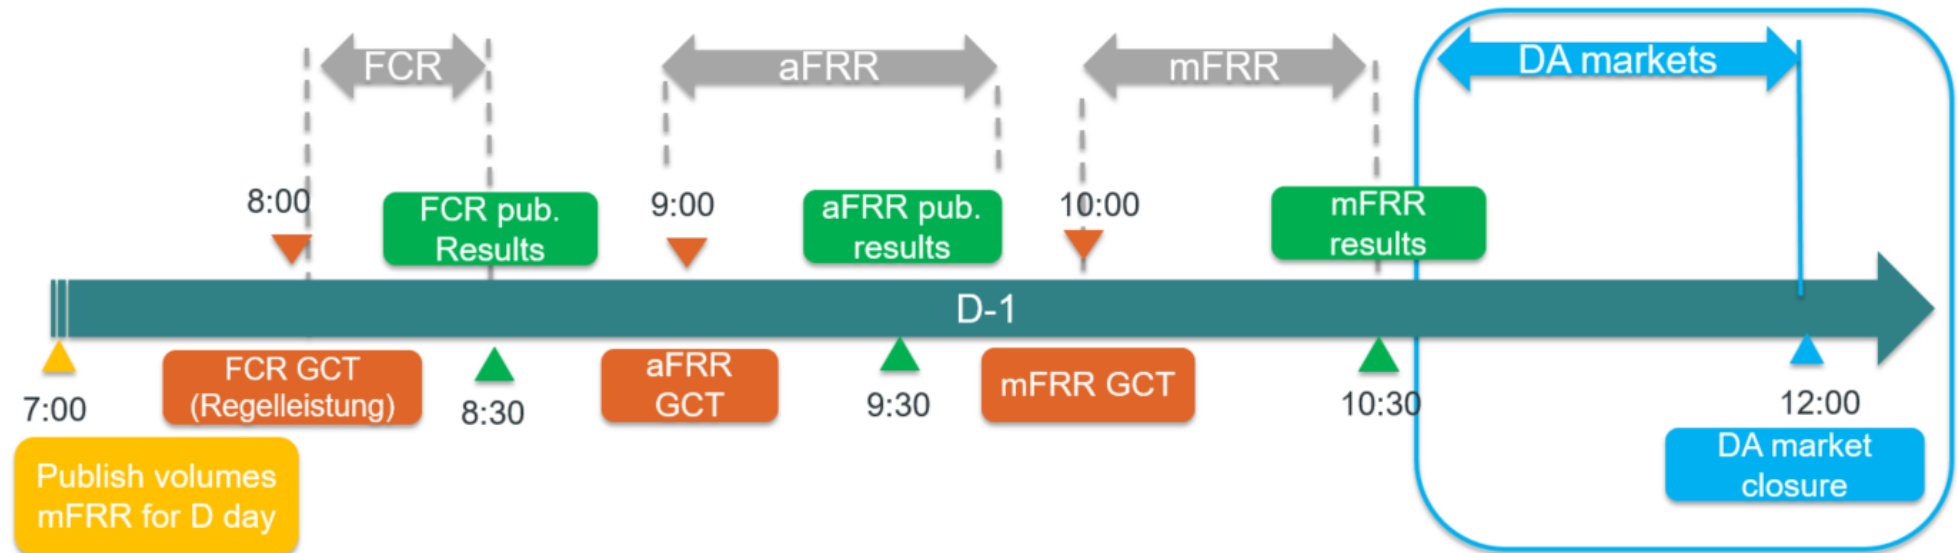 FCR
aFRR
mFRR
DA markets
8:00
FCR pub.
Results
9:00
aFRR pub.
results
10:00
mFRR
results
D-1
7:00
FCR GCT
(Regelleistung)
8:30
aFRR
GCT
9:30
mFRR GCT
10:30
12:00
Publish volumes
mFRR for D day
DA market
closure